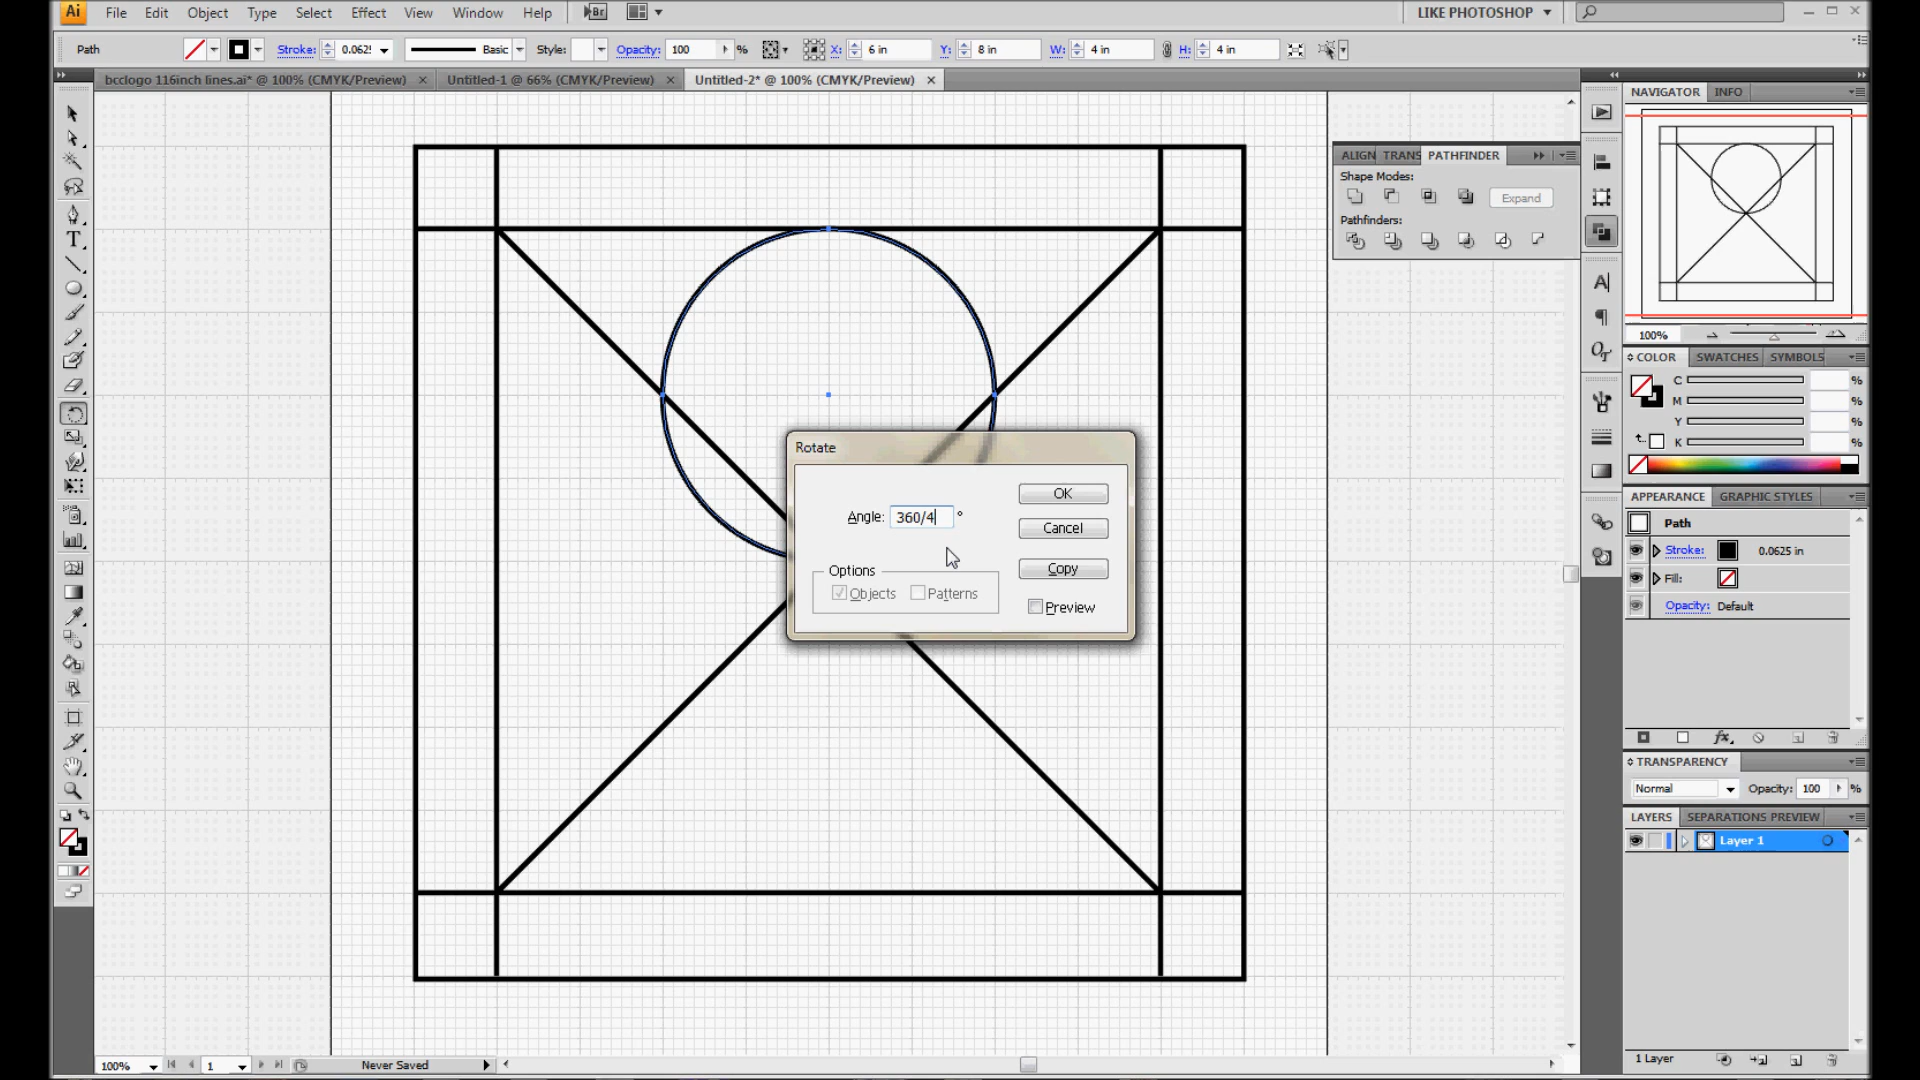 Ai File Edit Object Type Select Effect View Window Help Br LIKE PHOTOSHOP
Path Stroke: 0.062 Basic Style: Opacity: 100 % X: 6 in Y: 8 in W: 4 in H: 4 in
bcclogo 116inch lines.ai* @ 100% (CMYK/Preview) Untitled-1 @ 66% (CMYK/Preview) Untitled-2* @ 100% (CMYK/Preview)
NAVIGATOR INFO
ALIGN TRANS PATHFINDER
Shape Modes:
Expand
Pathfinders:
100%
COLOR SWATCHES SYMBOLS
C %
M %
Y %
K %
Rotate
Angle: 360/4 °
OK
Cancel
Copy
Options
Objects Patterns
Preview
APPEARANCE GRAPHIC STYLES
Path
Stroke: 0.0625 in
Fill:
Opacity: Default
fx
TRANSPARENCY
Normal Opacity: 100 %
LAYERS SEPARATIONS PREVIEW
Layer 1
1 Layer
100% 1 Never Saved